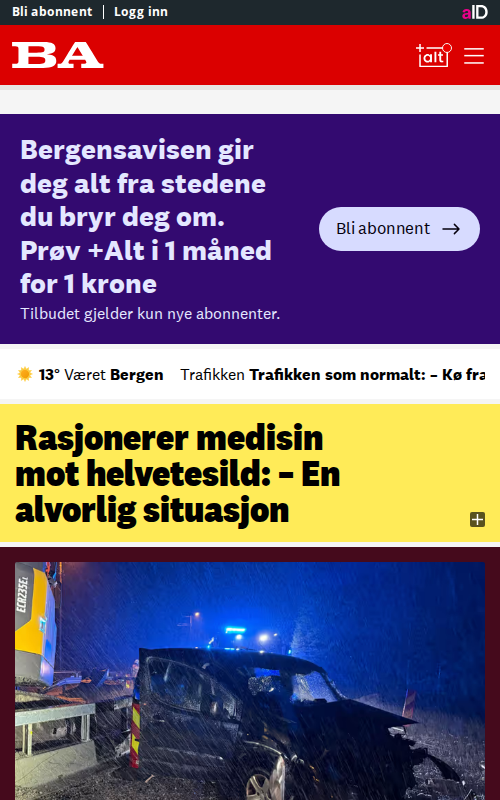 Bli abonnent Logg inn
aID
BA
+alt
Bergensavisen gir
deg alt fra stedene
du bryr deg om.
Prøv +Alt i 1 måned
for 1 krone
Bli abonnent →
Tilbudet gjelder kun nye abonnenter.
13° Været Bergen Trafikken Trafikken som normalt: – Kø fra
Rasjonerer medisin
mot helvetesild: – En
alvorlig situasjon
ECR235E